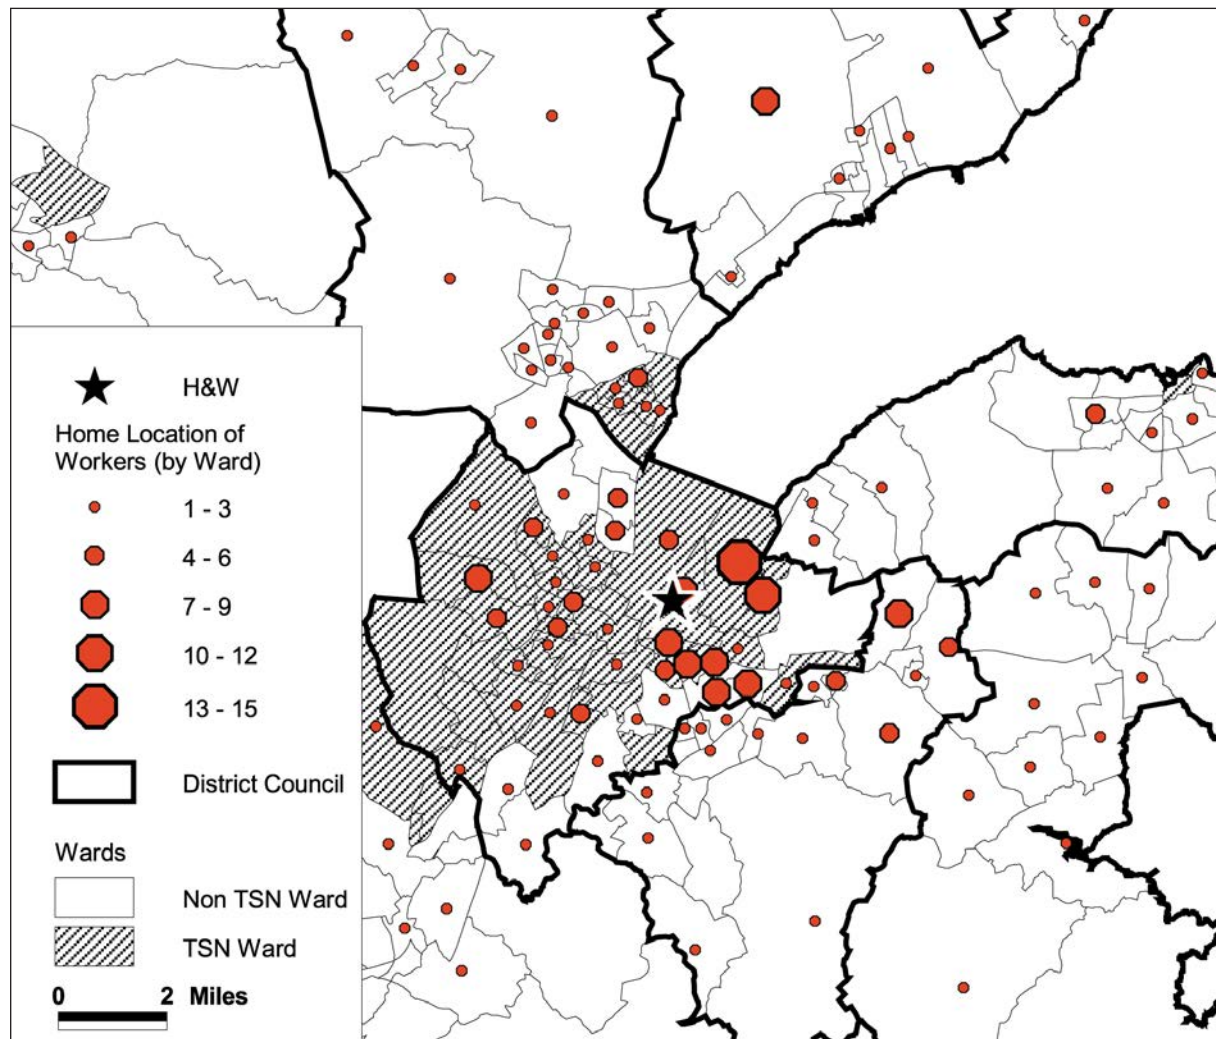 H&W
Home Location of
Workers (by Ward)
1 - 3
4 - 6
7 - 9
10 - 12
13 - 15
District Council
Wards
Non TSN Ward
TSN Ward
0 2 Miles